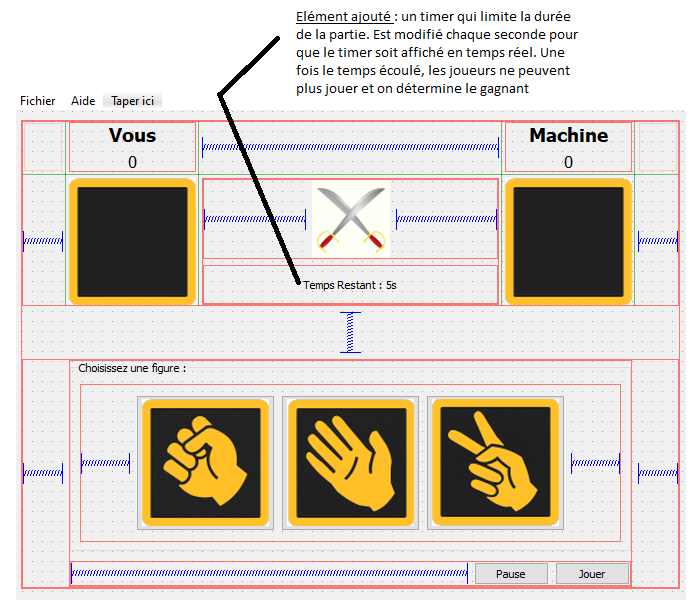 Elément ajouté : un timer qui limite la durée
de la partie. Est modifié chaque seconde pour
que le timer soit affiché en temps réel. Une
fois le temps écoulé, les joueurs ne peuvent
plus jouer et on détermine le gagnant
Fichier Aide Taper ici
Vous Machine
0 0
Temps Restant : 5s
Choisissez une figure :
Pause Jouer